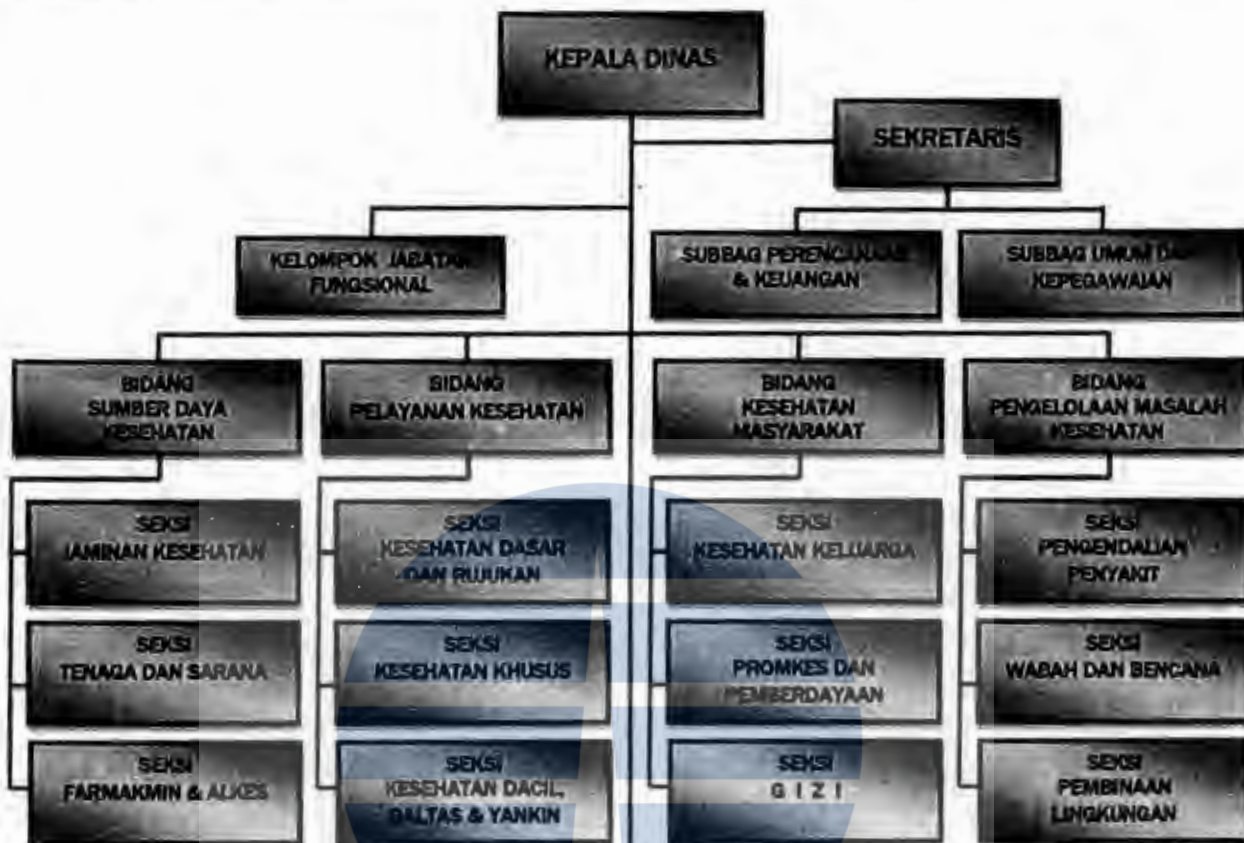 KEPALA DINAS
SEKRETARIS
KELOMPOK JABATAN
FUNGSIONAL
SUBBAG PERENCANAAN
& KEUANGAN
SUBBAG UMUM DAN
KEPEGAWAIAN
BIDANG
SUMBER DAYA
KESEHATAN
BIDANG
PELAYANAN KESEHATAN
BIDANG
KESEHATAN
MASYARAKAT
BIDANG
PENGELOLAAN MASALAH
KESEHATAN
SEKSI
JAMINAN KESEHATAN
SEKSI
KESEHATAN DASAR
DAN RUJUKAN
SEKSI
KESEHATAN KELUARGA
SEKSI
PENGENDALIAN
PENYAKIT
SEKSI
TENAGA DAN SARANA
SEKSI
KESEHATAN KHUSUS
SEKSI
PROMKES DAN
PEMBERDAYAAN
SEKSI
WABAH DAN BENCANA
SEKSI
FARMAKMIN & ALKES
SEKSI
KESEHATAN DACIL,
DALTAS & YANKIN
SEKSI
G I Z I
SEKSI
PEMBINAAN
LINGKUNGAN